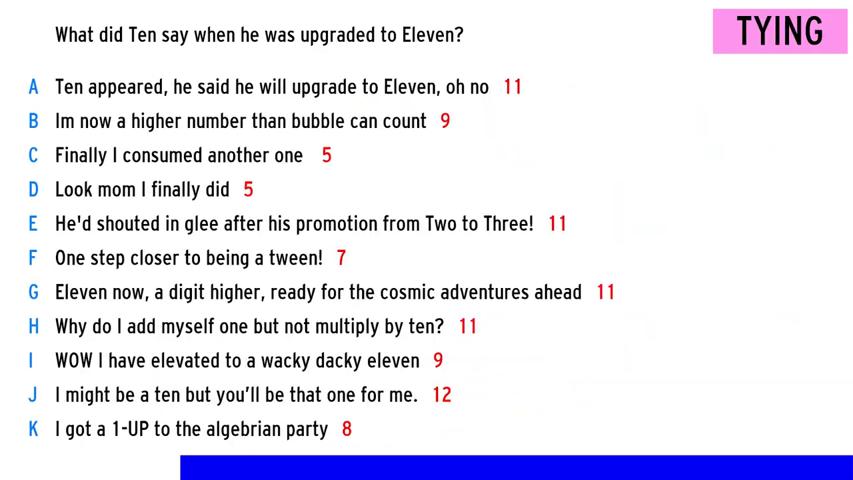 What did Ten say when he was upgraded to Eleven?
TYING
A Ten appeared, he said he will upgrade to Eleven, oh no 11
B Im now a higher number than bubble can count 9
C Finally I consumed another one 5
D Look mom I finally did 5
E He'd shouted in glee after his promotion from Two to Three! 11
F One step closer to being a tween! 7
G Eleven now, a digit higher, ready for the cosmic adventures ahead 11
H Why do I add myself one but not multiply by ten? 11
I WOW I have elevated to a wacky dacky eleven 9
J I might be a ten but you’ll be that one for me. 12
K I got a 1-UP to the algebrian party 8